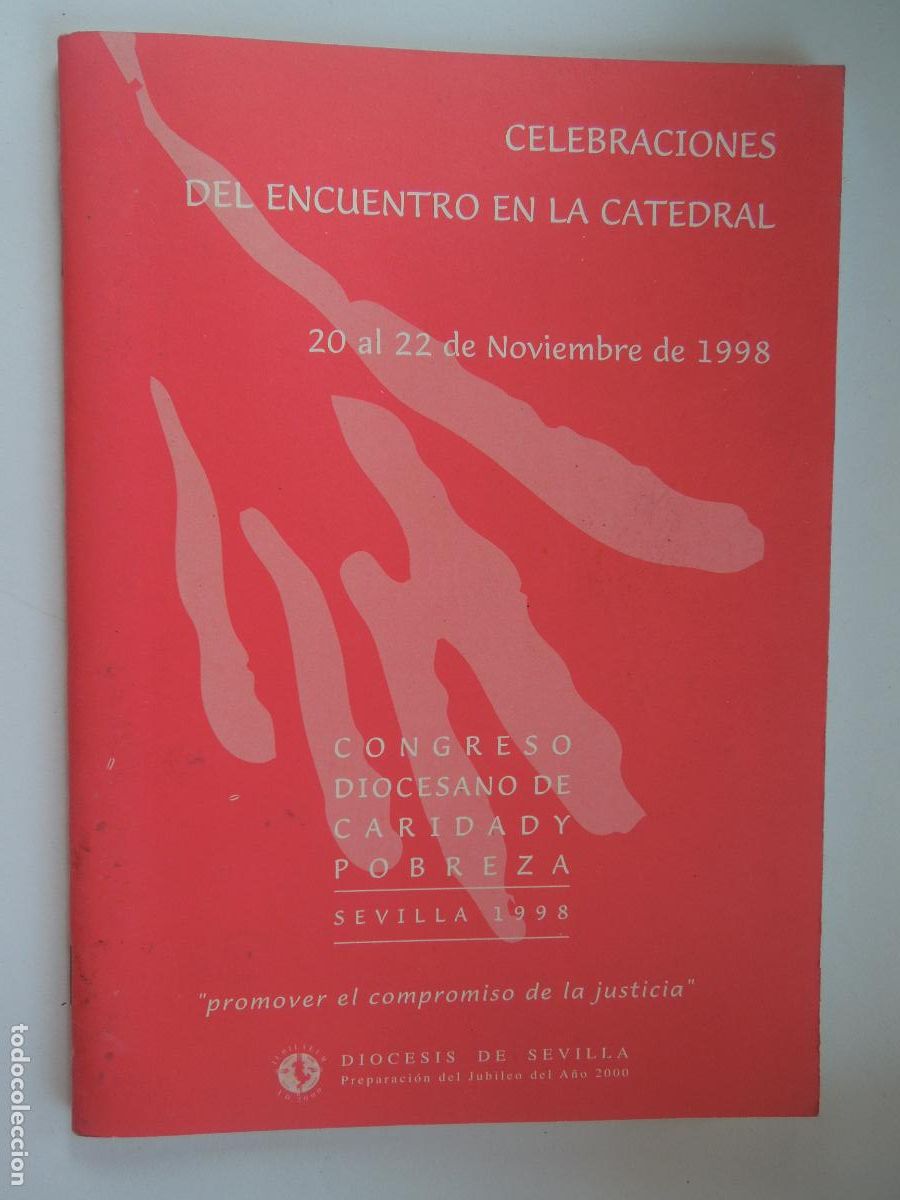 CELEBRACIONES
DEL ENCUENTRO EN LA CATEDRAL
20 al 22 de Noviembre de 1998
CONGRESO
DIOCESANO DE
CARIDAD Y
POBREZA
SEVILLA 1998
"promover el compromiso de la justicia"
DIOCESIS DE SEVILLA
Preparación del Jubileo del Año 2000
todocoleccion